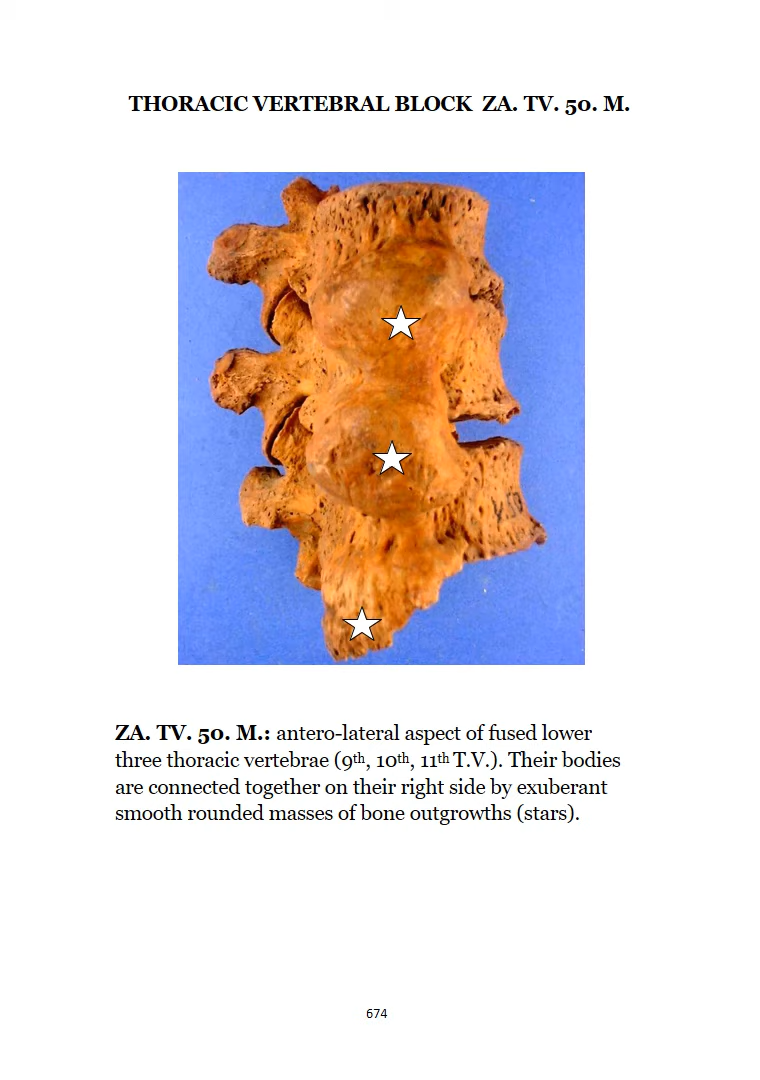 THORACIC VERTEBRAL BLOCK ZA. TV. 50. M.
ZA. TV. 50. M.: antero-lateral aspect of fused lower
three thoracic vertebrae (9th, 10th, 11th T.V.). Their bodies
are connected together on their right side by exuberant
smooth rounded masses of bone outgrowths (stars).
674